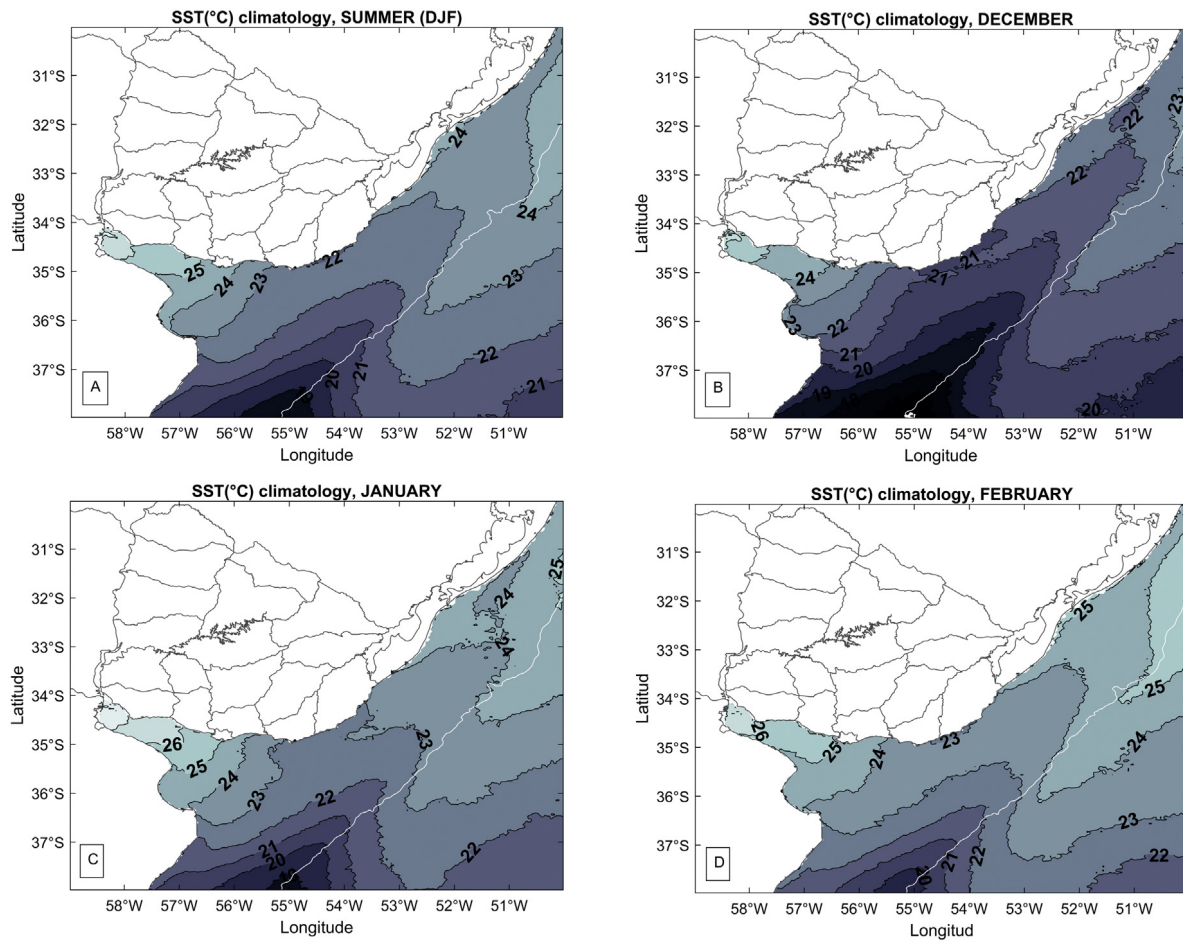 SST(°C) climatology, SUMMER (DJF)
31°S
32°S
33°S
34°S
35°S
36°S
37°S
Latitude
24
24
22
25
24
23
23
22
20
21
21
A
58°W 57°W 56°W 55°W 54°W 53°W 52°W 51°W
Longitude
SST(°C) climatology, DECEMBER
31°S
32°S
33°S
34°S
35°S
36°S
37°S
Latitude
23
22
22
21
21
24
23
22
21
20
19
20
B
58°W 57°W 56°W 55°W 54°W 53°W 52°W 51°W
Longitude
SST(°C) climatology, JANUARY
31°S
32°S
33°S
34°S
35°S
36°S
37°S
Latitude
25
24
24
26
25
24
23
23
22
21
20
22
C
58°W 57°W 56°W 55°W 54°W 53°W 52°W 51°W
Longitude
SST(°C) climatology, FEBRUARY
31°S
32°S
33°S
34°S
35°S
36°S
37°S
Latitud
25
25
26
25
24
23
24
23
21
22
22
D
58°W 57°W 56°W 55°W 54°W 53°W 52°W 51°W
Longitud